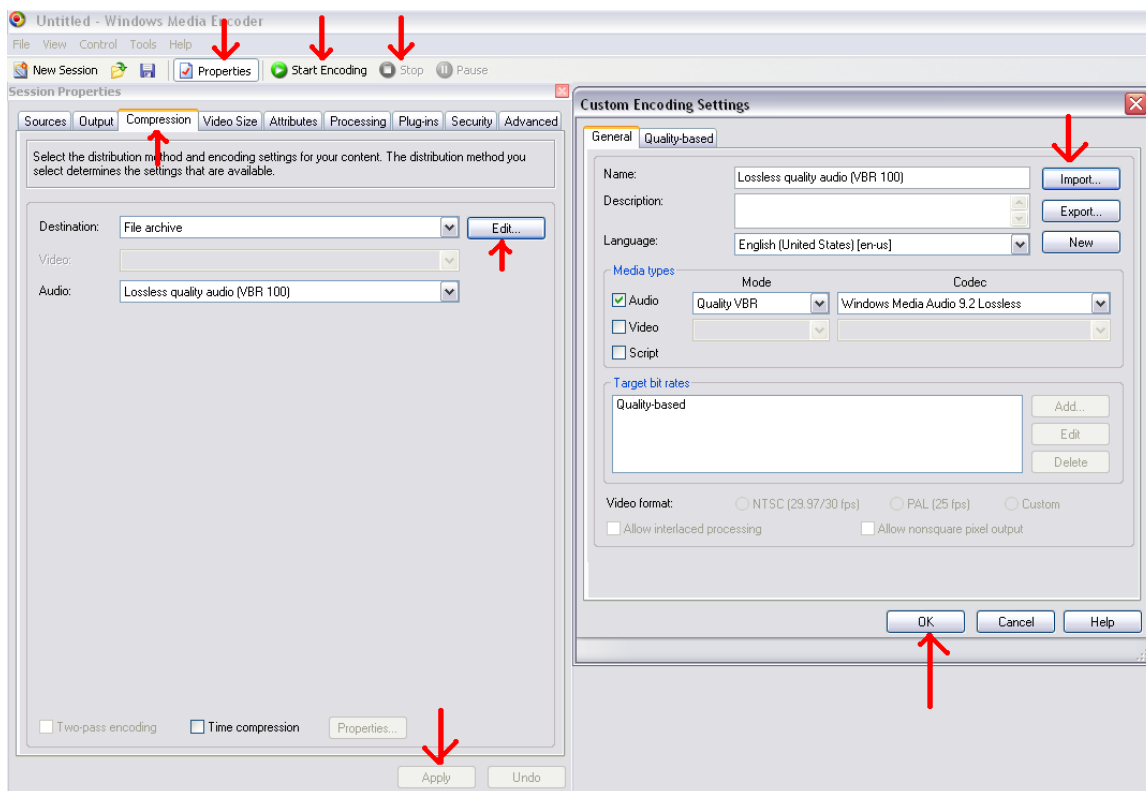 Untitled - Windows Media Encoder
File View Control Tools Help
New Session Properties Start Encoding Stop Pause
Session Properties
Sources Output Compression Video Size Attributes Processing Plug-ins Security Advanced
Select the distribution method and encoding settings for your content. The distribution method you
select determines the settings that are available.
Destination: File archive Edit...
Video:
Audio: Lossless quality audio (VBR 100)
Two-pass encoding Time compression Properties...
Apply Undo
Custom Encoding Settings
General Quality-based
Name: Lossless quality audio (VBR 100) Import...
Description: Export...
Language: English (United States) [en-us] New
Media types
Mode Codec
Audio Quality VBR Windows Media Audio 9.2 Lossless
Video
Script
Target bit rates
Quality-based
Add...
Edit
Delete
Video format: NTSC (29.97/30 fps) PAL (25 fps) Custom
Allow interlaced processing Allow nonsquare pixel output
OK Cancel Help